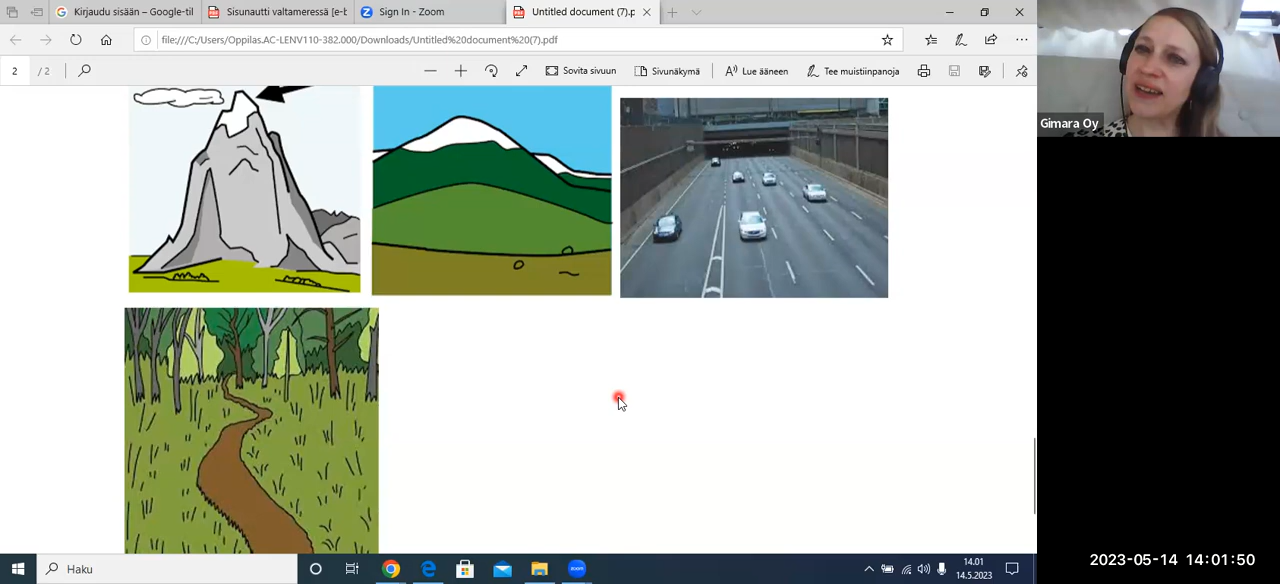 Kirjaudu sisään – Google-til
Sisunautti valtameressä [e-b
Sign In - Zoom
Untitled document (7).p
file:///C:/Users/Oppilas.AC-LENV110-382.000/Downloads/Untitled%20document%20(7).pdf
2 / 2
Sovita sivuun
Sivunäkymä
Lue ääneen
Tee muistiinpanoja
Gimara Oy
Haku
zoom
14.01
14.5.2023
2023-05-14 14:01:50